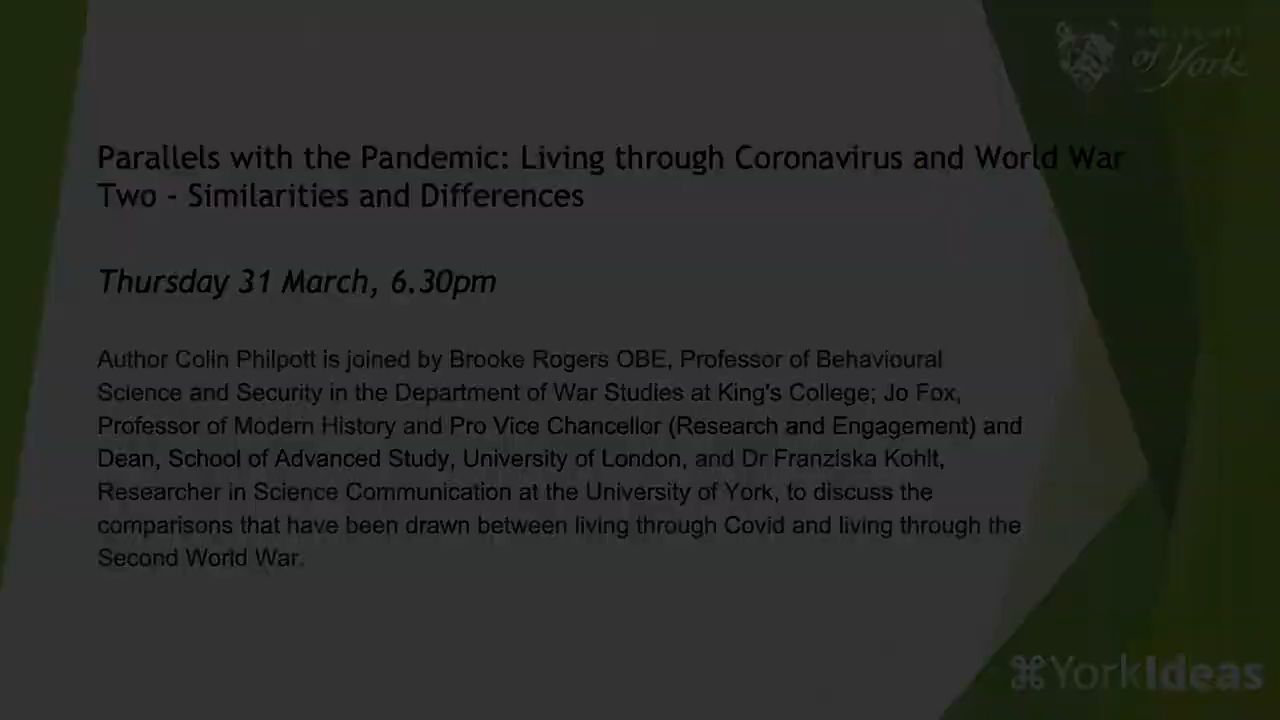 UNIVERSITY
of York
Parallels with the Pandemic: Living through Coronavirus and World War
Two - Similarities and Differences
Thursday 31 March, 6.30pm
Author Colin Philpott is joined by Brooke Rogers OBE, Professor of Behavioural
Science and Security in the Department of War Studies at King's College; Jo Fox,
Professor of Modern History and Pro Vice Chancellor (Research and Engagement) and
Dean, School of Advanced Study, University of London, and Dr Franziska Kohlt,
Researcher in Science Communication at the University of York, to discuss the
comparisons that have been drawn between living through Covid and living through the
Second World War.
⌘YorkIdeas